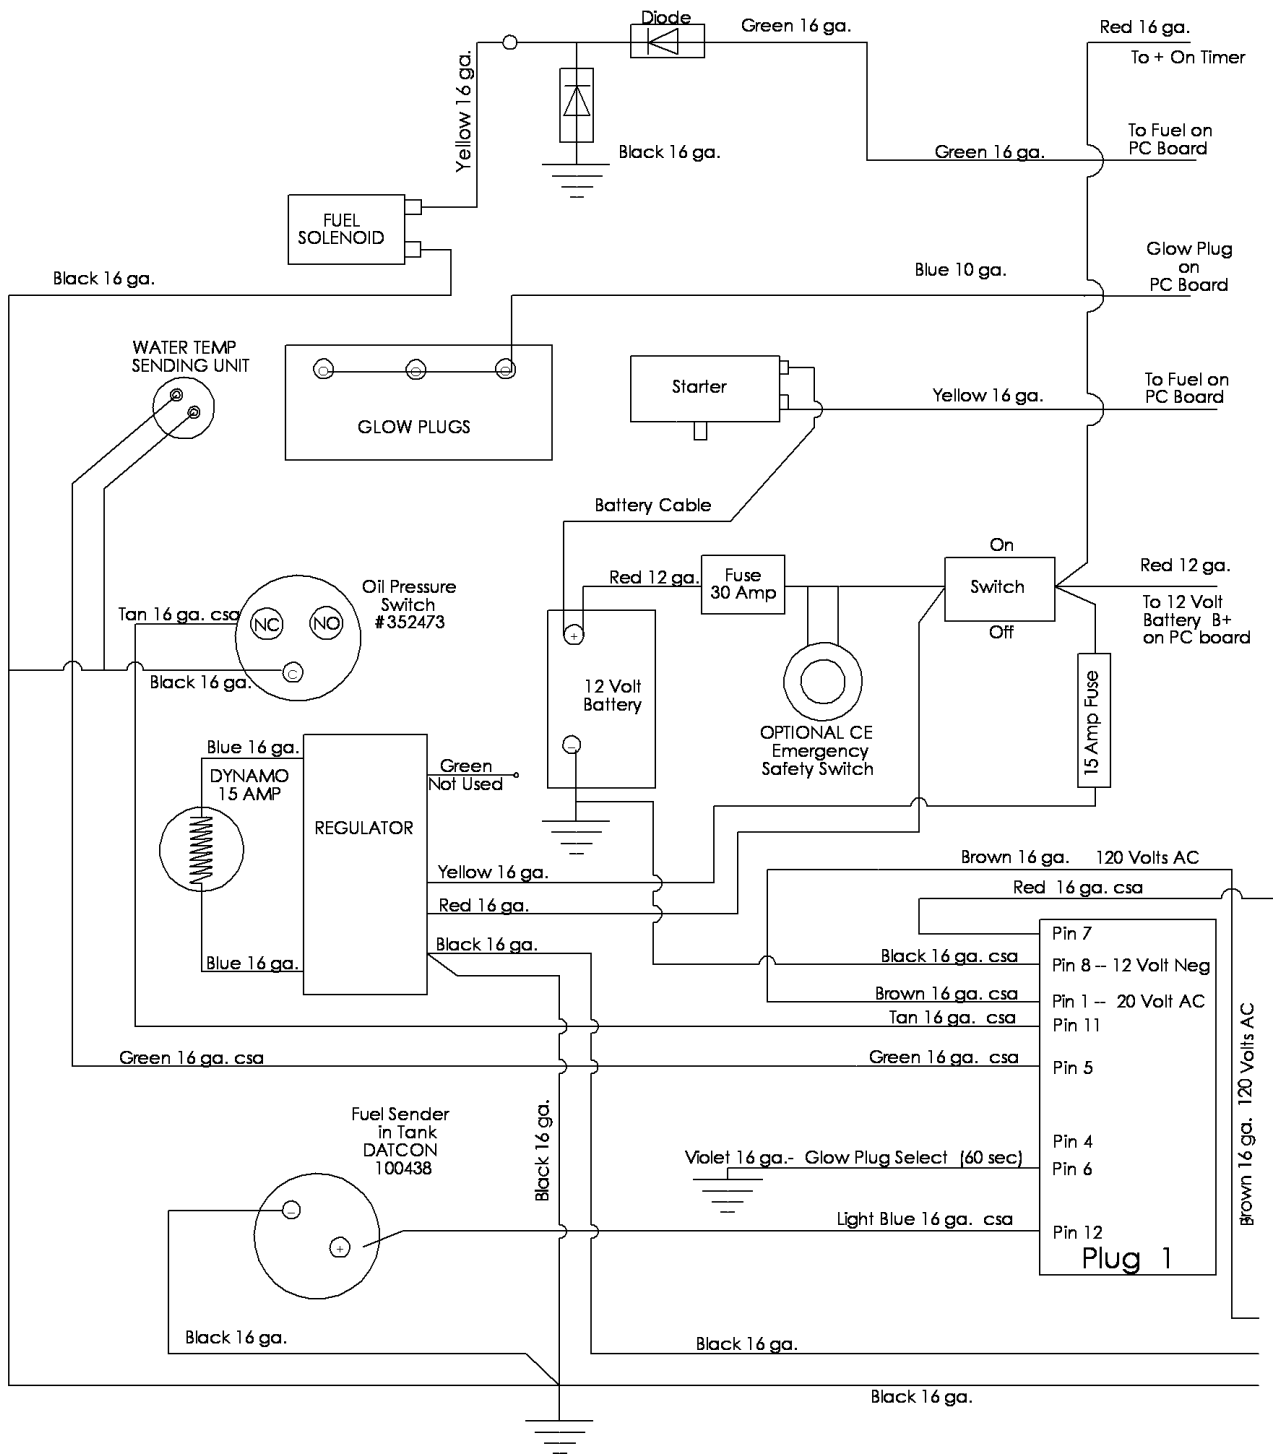 Diode
Green 16 ga.
Red 16 ga.
To + On Timer
Yellow 16 ga.
Black 16 ga.
Green 16 ga.
To Fuel on
PC Board
FUEL
SOLENOID
Black 16 ga.
Blue 10 ga.
Glow Plug
on
PC Board
WATER TEMP
SENDING UNIT
GLOW PLUGS
Starter
Yellow 16 ga.
To Fuel on
PC Board
Battery Cable
On
Switch
Off
Red 12 ga.
Fuse
30 Amp
Red 12 ga.
To 12 Volt
Battery B+
on PC board
Oil Pressure
Switch
#352473
Tan 16 ga. csa
NC
NO
C
Black 16 ga.
+
12 Volt
Battery
-
OPTIONAL CE
Emergency
Safety Switch
15 Amp Fuse
Blue 16 ga.
DYNAMO
15 AMP
REGULATOR
Green
Not Used
Yellow 16 ga.
Red 16 ga.
Black 16 ga.
Blue 16 ga.
Brown 16 ga. 120 Volts AC
Red 16 ga. csa
Pin 7
Black 16 ga. csa
Pin 8 -- 12 Volt Neg
Brown 16 ga. csa
Pin 1 -- 20 Volt AC
Tan 16 ga. csa
Pin 11
Green 16 ga. csa
Green 16 ga. csa
Pin 5
Brown 16 ga. 120 Volts AC
Fuel Sender
in Tank
DATCON
100438
Black 16 ga.
Pin 4
Violet 16 ga.- Glow Plug Select (60 sec)
Pin 6
-
+
Light Blue 16 ga. csa
Pin 12
Plug 1
Black 16 ga.
Black 16 ga.
Black 16 ga.